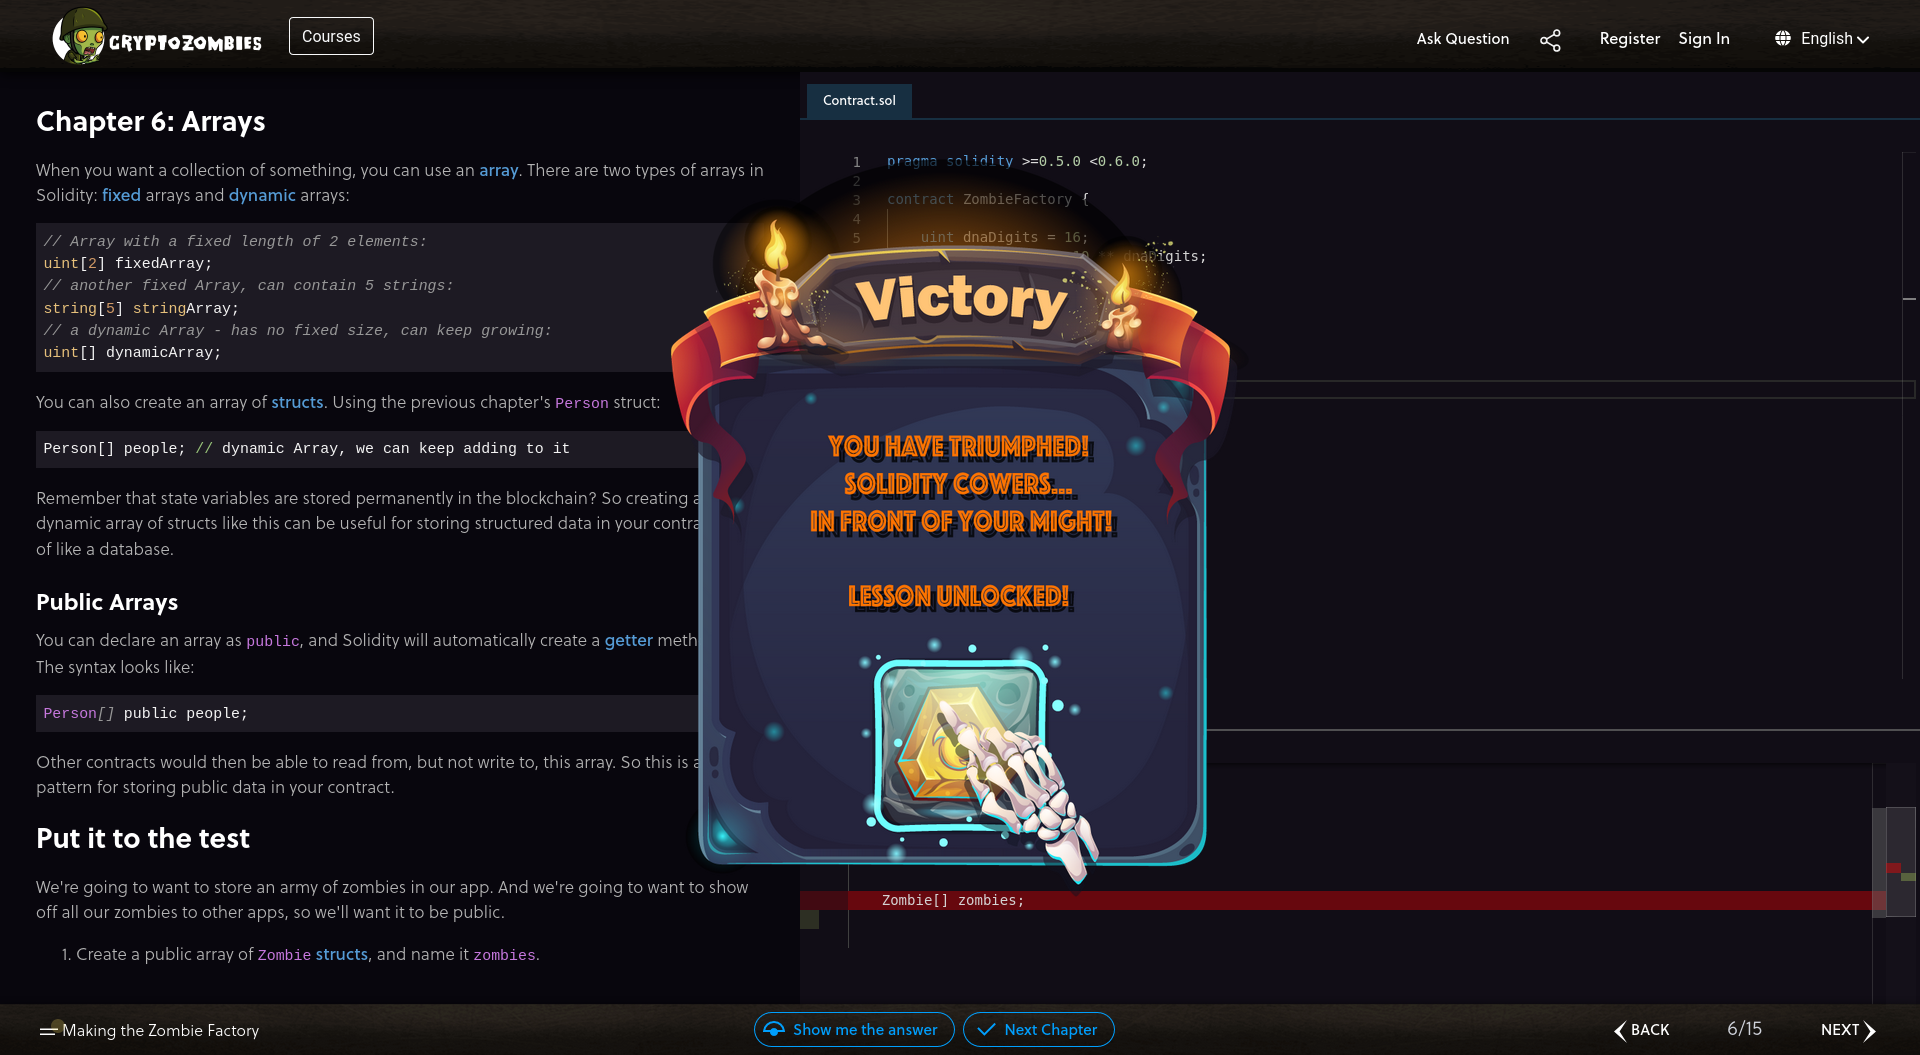 CRYPTOZOMBIES
Courses
Ask Question
Register
Sign In
English
Chapter 6: Arrays
When you want a collection of something, you can use an array. There are two types of arrays in
Solidity: fixed arrays and dynamic arrays:
// Array with a fixed length of 2 elements:
uint[2] fixedArray;
// another fixed Array, can contain 5 strings:
string[5] stringArray;
// a dynamic Array - has no fixed size, can keep growing:
uint[] dynamicArray;
You can also create an array of structs. Using the previous chapter's Person struct:
Person[] people; // dynamic Array, we can keep adding to it
Remember that state variables are stored permanently in the blockchain? So creating a
dynamic array of structs like this can be useful for storing structured data in your
of like a database.
Public Arrays
You can declare an array as public, and Solidity will automatically create a getter
The syntax looks like:
Person[] public people;
Other contracts would then be able to read from, but not write to, this array. So this is a
pattern for storing public data in your contract.
Put it to the test
We're going to want to store an army of zombies in our app. And we're going to want to show
off all our zombies to other apps, so we'll want it to be public.
1. Create a public array of Zombie structs, and name it zombies.
Contract.sol
1 pragma solidity >=0.5.0 <0.6.0;
2
3 contract ZombieFactory {
4
5 uint dnaDigits = 16;
dnaDigits;
Victory
YOU HAVE TRIUMPHED!
SOLIDITY COWERS...
IN FRONT OF YOUR MIGHT!
LESSON UNLOCKED!
Zombie[] zombies;
Making the Zombie Factory
Show me the answer
Next Chapter
BACK
6/15
NEXT